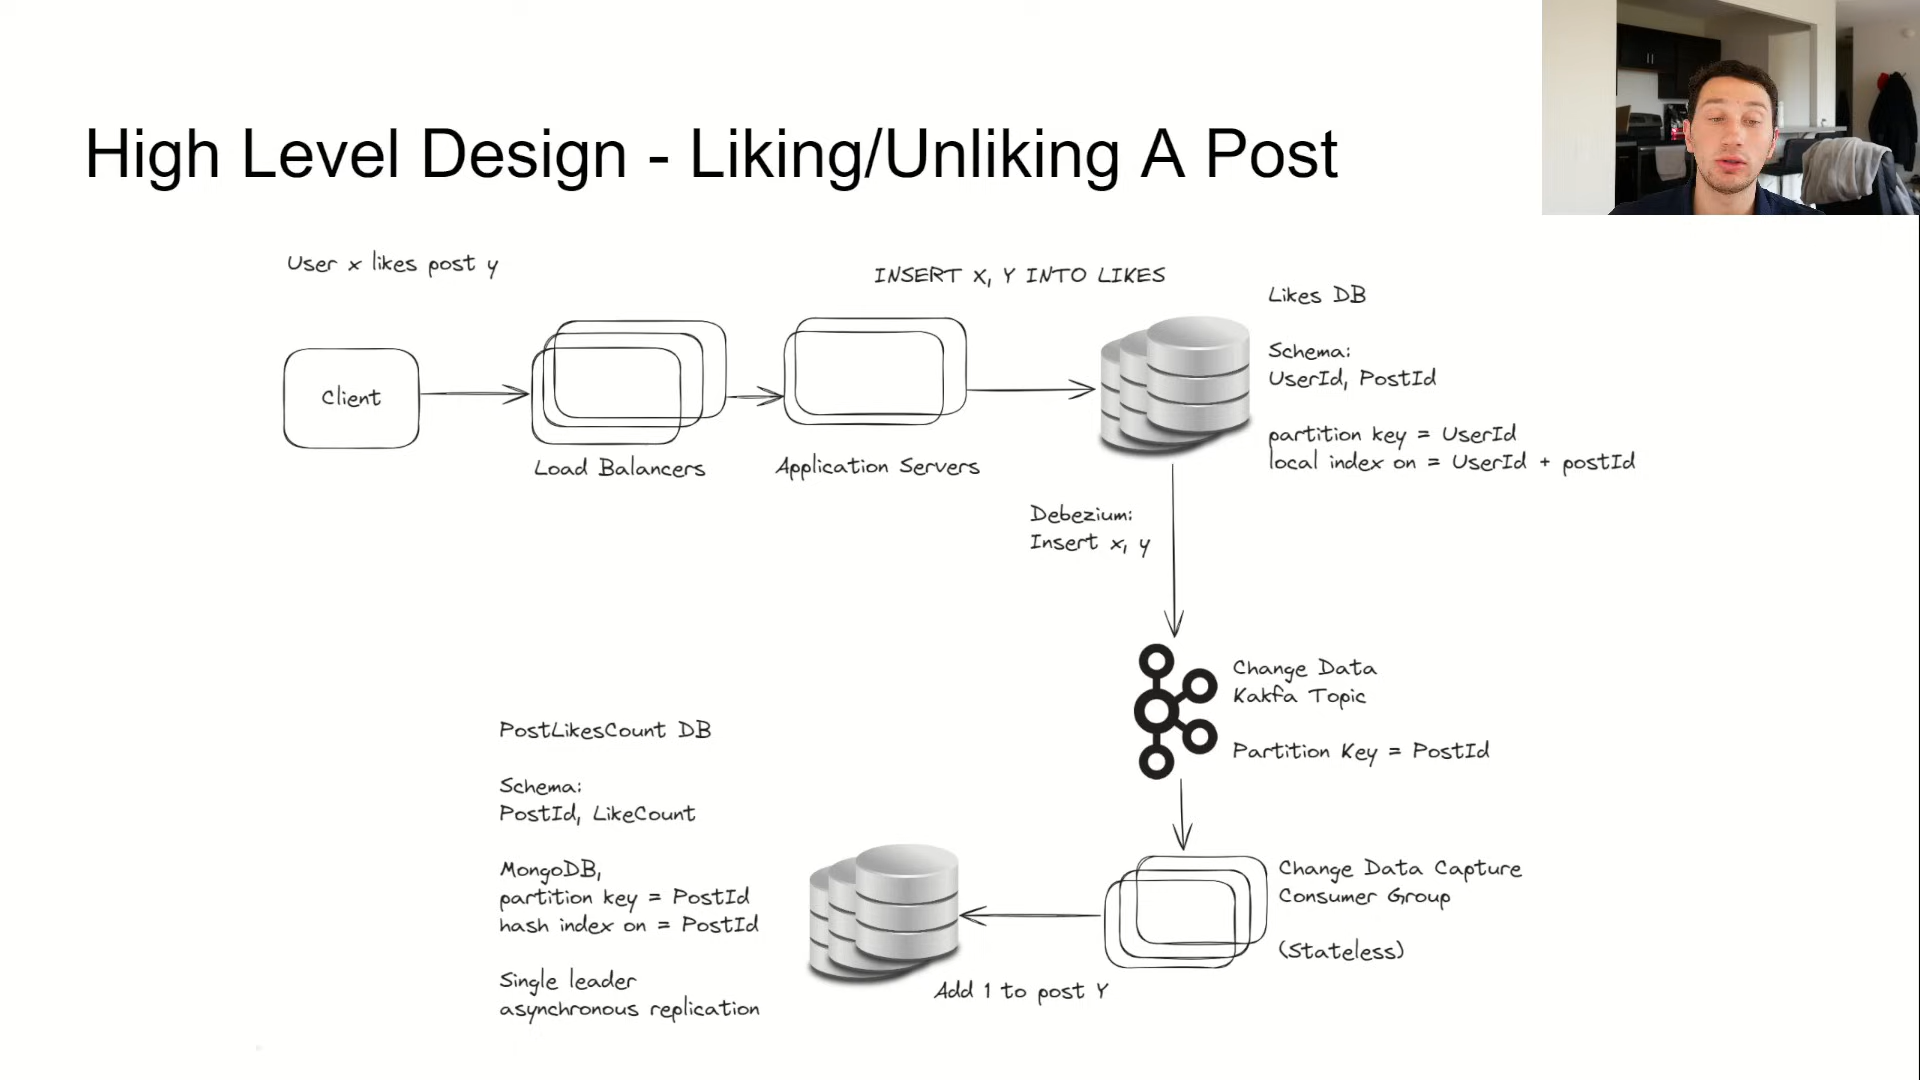 High Level Design - Liking/Unliking A Post
User x likes post y
INSERT X, Y INTO LIKES
Likes DB
Schema:
UserId, PostId
partition key = UserId
local index on = UserId + postId
Client
Load Balancers
Application Servers
Debezium:
Insert x, y
Change Data
Kakfa Topic
Partition Key = PostId
PostLikesCount DB
Schema:
PostId, LikeCount
MongoDB,
partition key = PostId
hash index on = PostId
Single leader
asynchronous replication
Change Data Capture
Consumer Group
(Stateless)
Add 1 to post Y